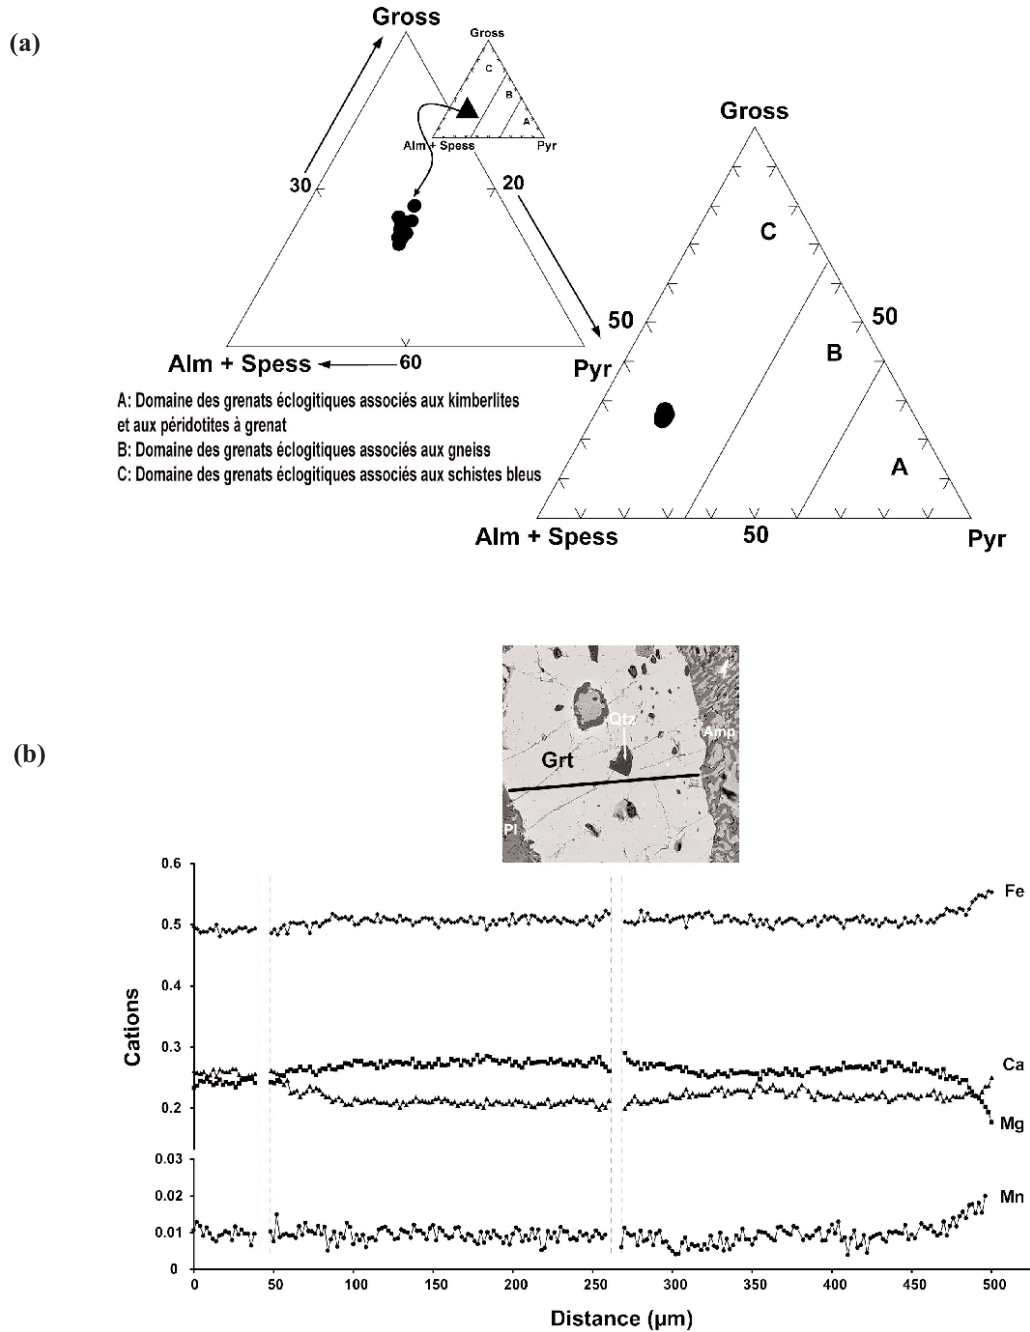 (a)
Gross
Gross
C
B
A
Alm + Spess
Pyr
30
20
Alm + Spess
60
Pyr
Gross
C
50
50
B
A
Alm + Spess
50
Pyr
A: Domaine des grenats éclogitiques associés aux kimberlites
et aux péridotites à grenat
B: Domaine des grenats éclogitiques associés aux gneiss
C: Domaine des grenats éclogitiques associés aux schistes bleus
(b)
Qtz
Amp
Grt
Pl
0.6
Fe
0.5
0.4
Cations
0.3
Ca
0.2
Mg
0.03
Mn
0.02
0.01
0
0 50 100 150 200 250 300 350 400 450 500
Distance (µm)